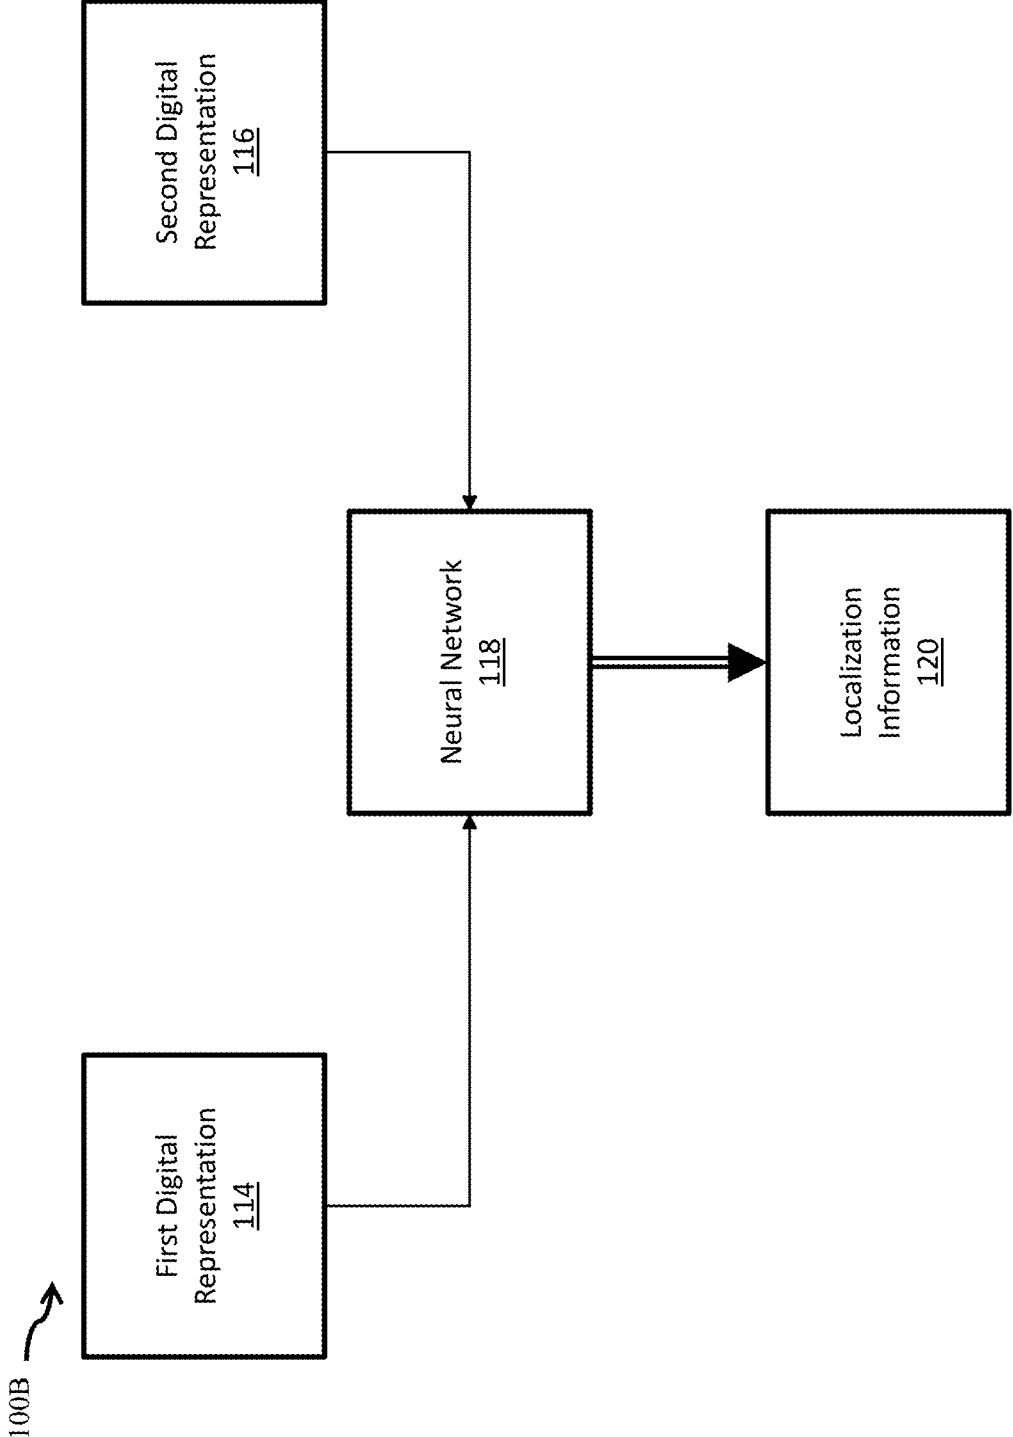 100B
First Digital
Representation
114
Second Digital
Representation
116
Neural Network
118
Localization
Information
120